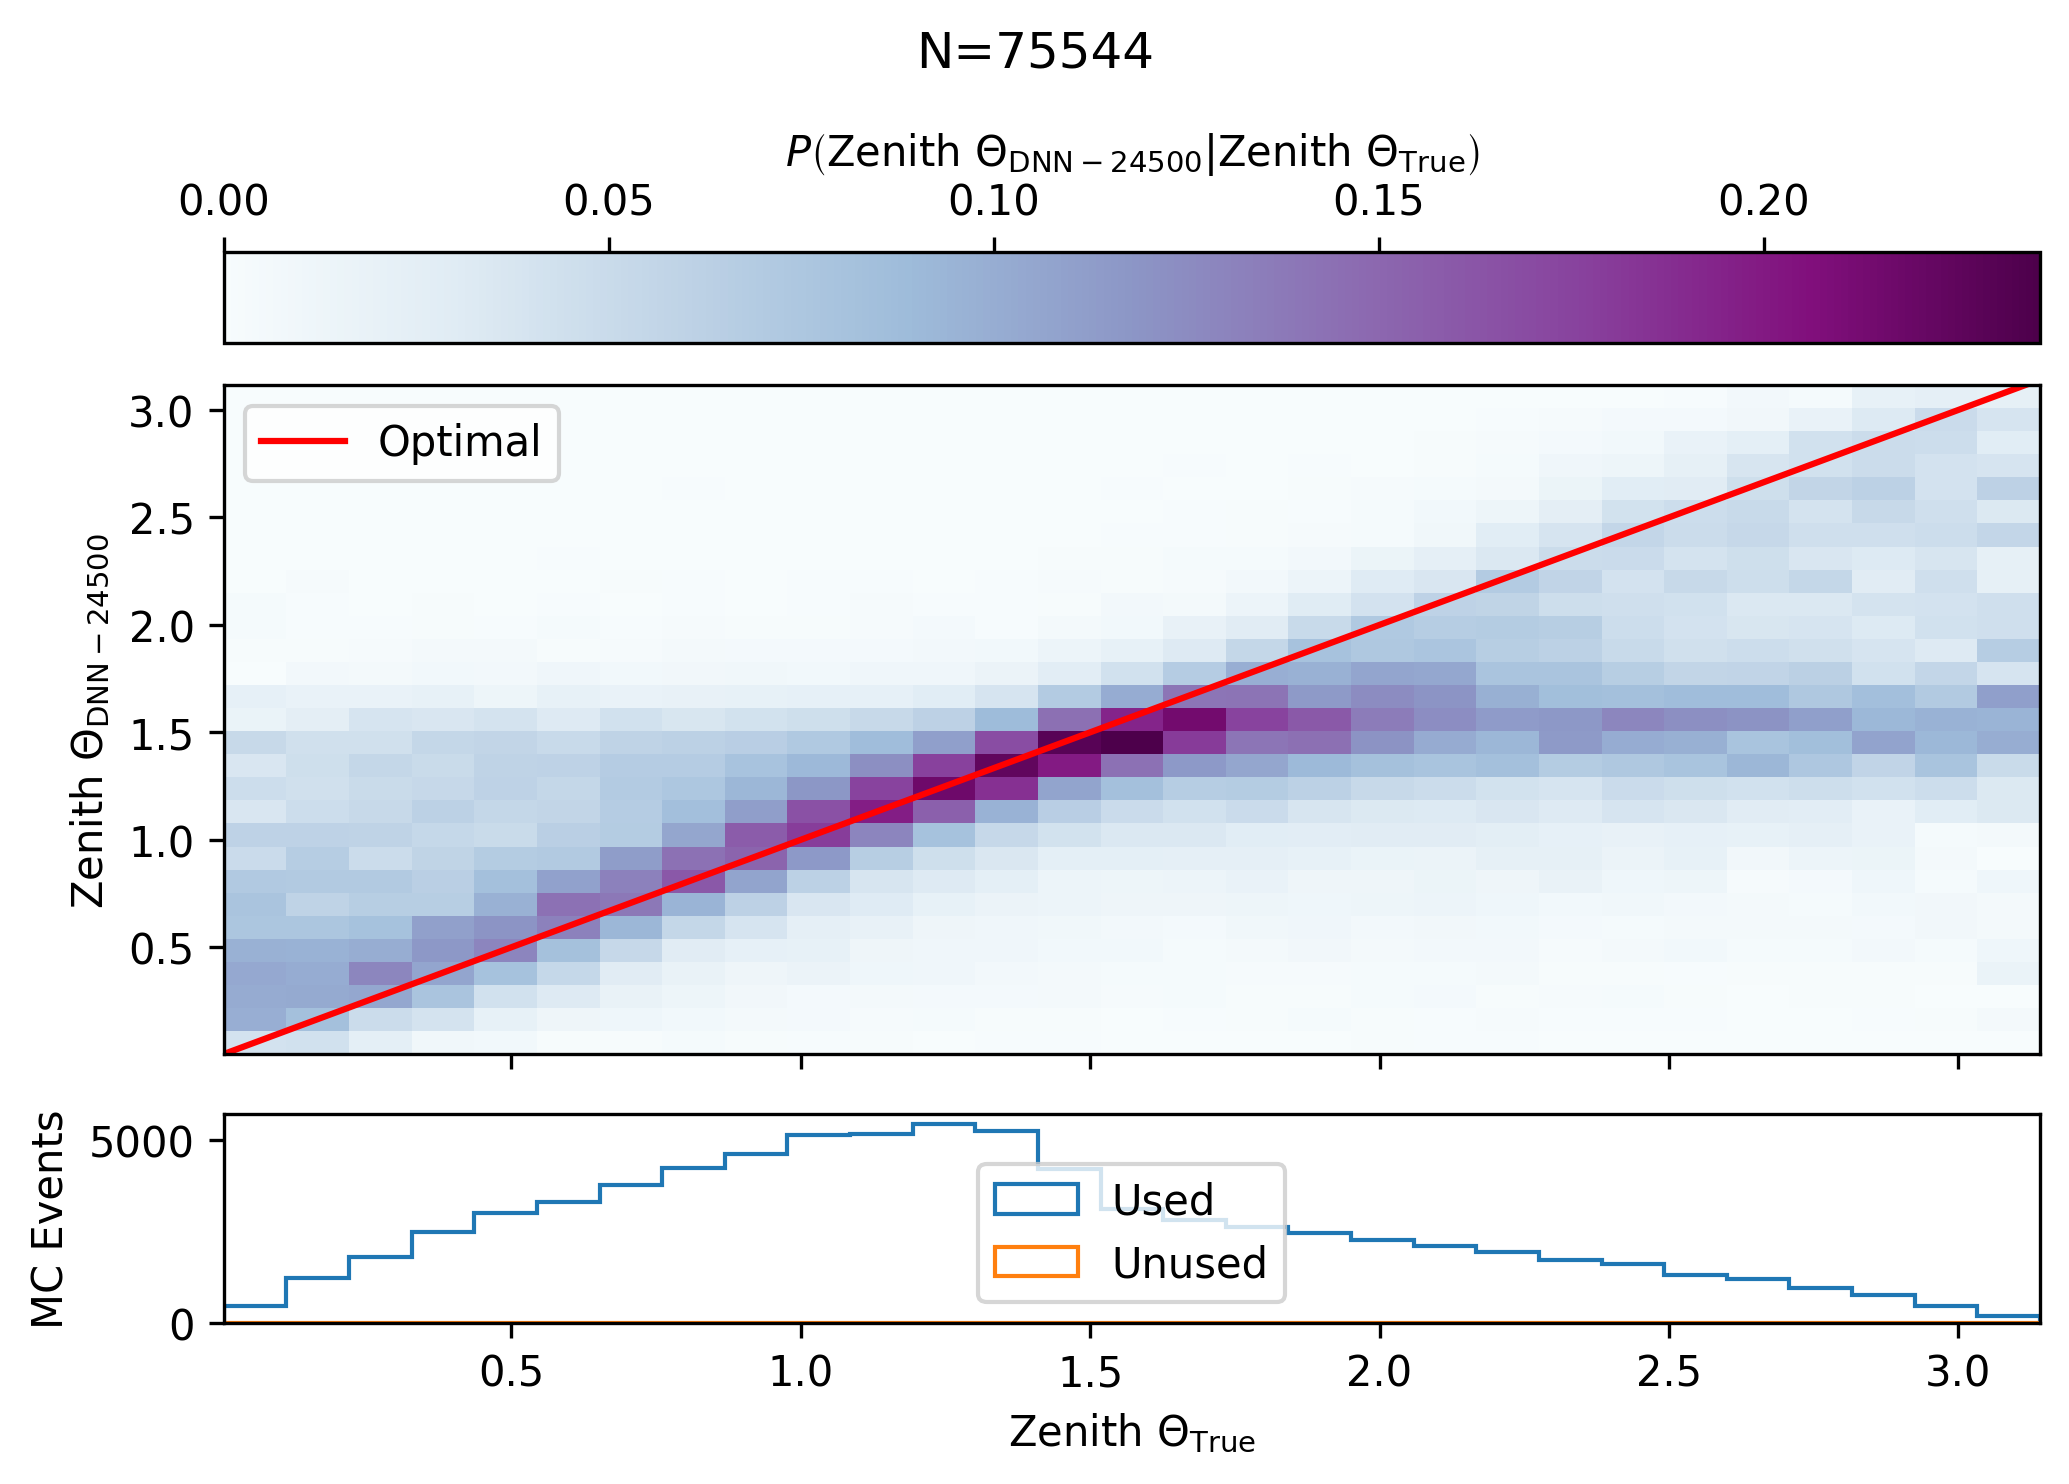 N=75544
P(Zenith Θ_DNN−24500|Zenith Θ_True)
0.00 0.05 0.10 0.15 0.20
Optimal
3.0
2.5
2.0
1.5
1.0
0.5
Zenith Θ_DNN−24500
5000
0
MC Events
Used
Unused
0.5 1.0 1.5 2.0 2.5 3.0
Zenith Θ_True